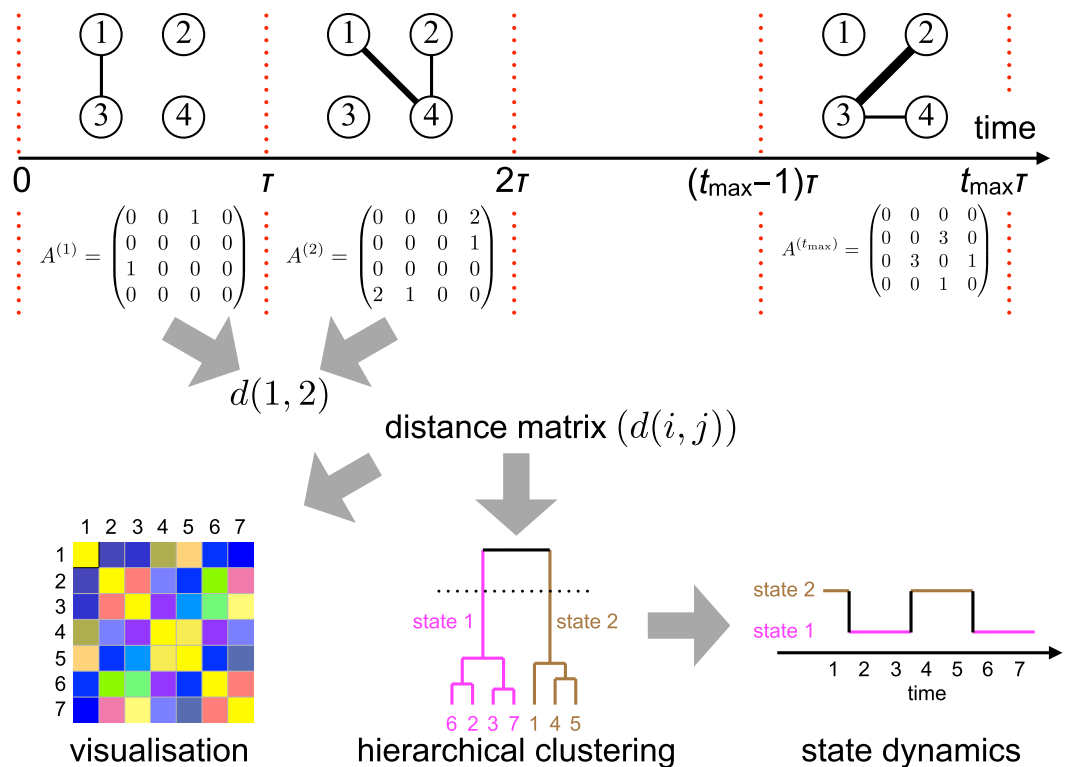 1 2 1 2 1 2
3 4 3 4 3 4
time
0 τ 2τ (tmax−1)τ tmaxτ
A(1) = (0 0 1 0
0 0 0 0
1 0 0 0
0 0 0 0)
A(2) = (0 0 0 2
0 0 0 1
0 0 0 0
2 1 0 0)
A(tmax) = (0 0 0 0
0 0 3 0
0 3 0 1
0 0 1 0)
d(1, 2)
distance matrix (d(i, j))
1 2 3 4 5 6 7
1
2
3
4
5
6
7
visualisation
state 1 state 2
6 2 3 7 1 4 5
hierarchical clustering
state 2
state 1
1 2 3 4 5 6 7
time
state dynamics